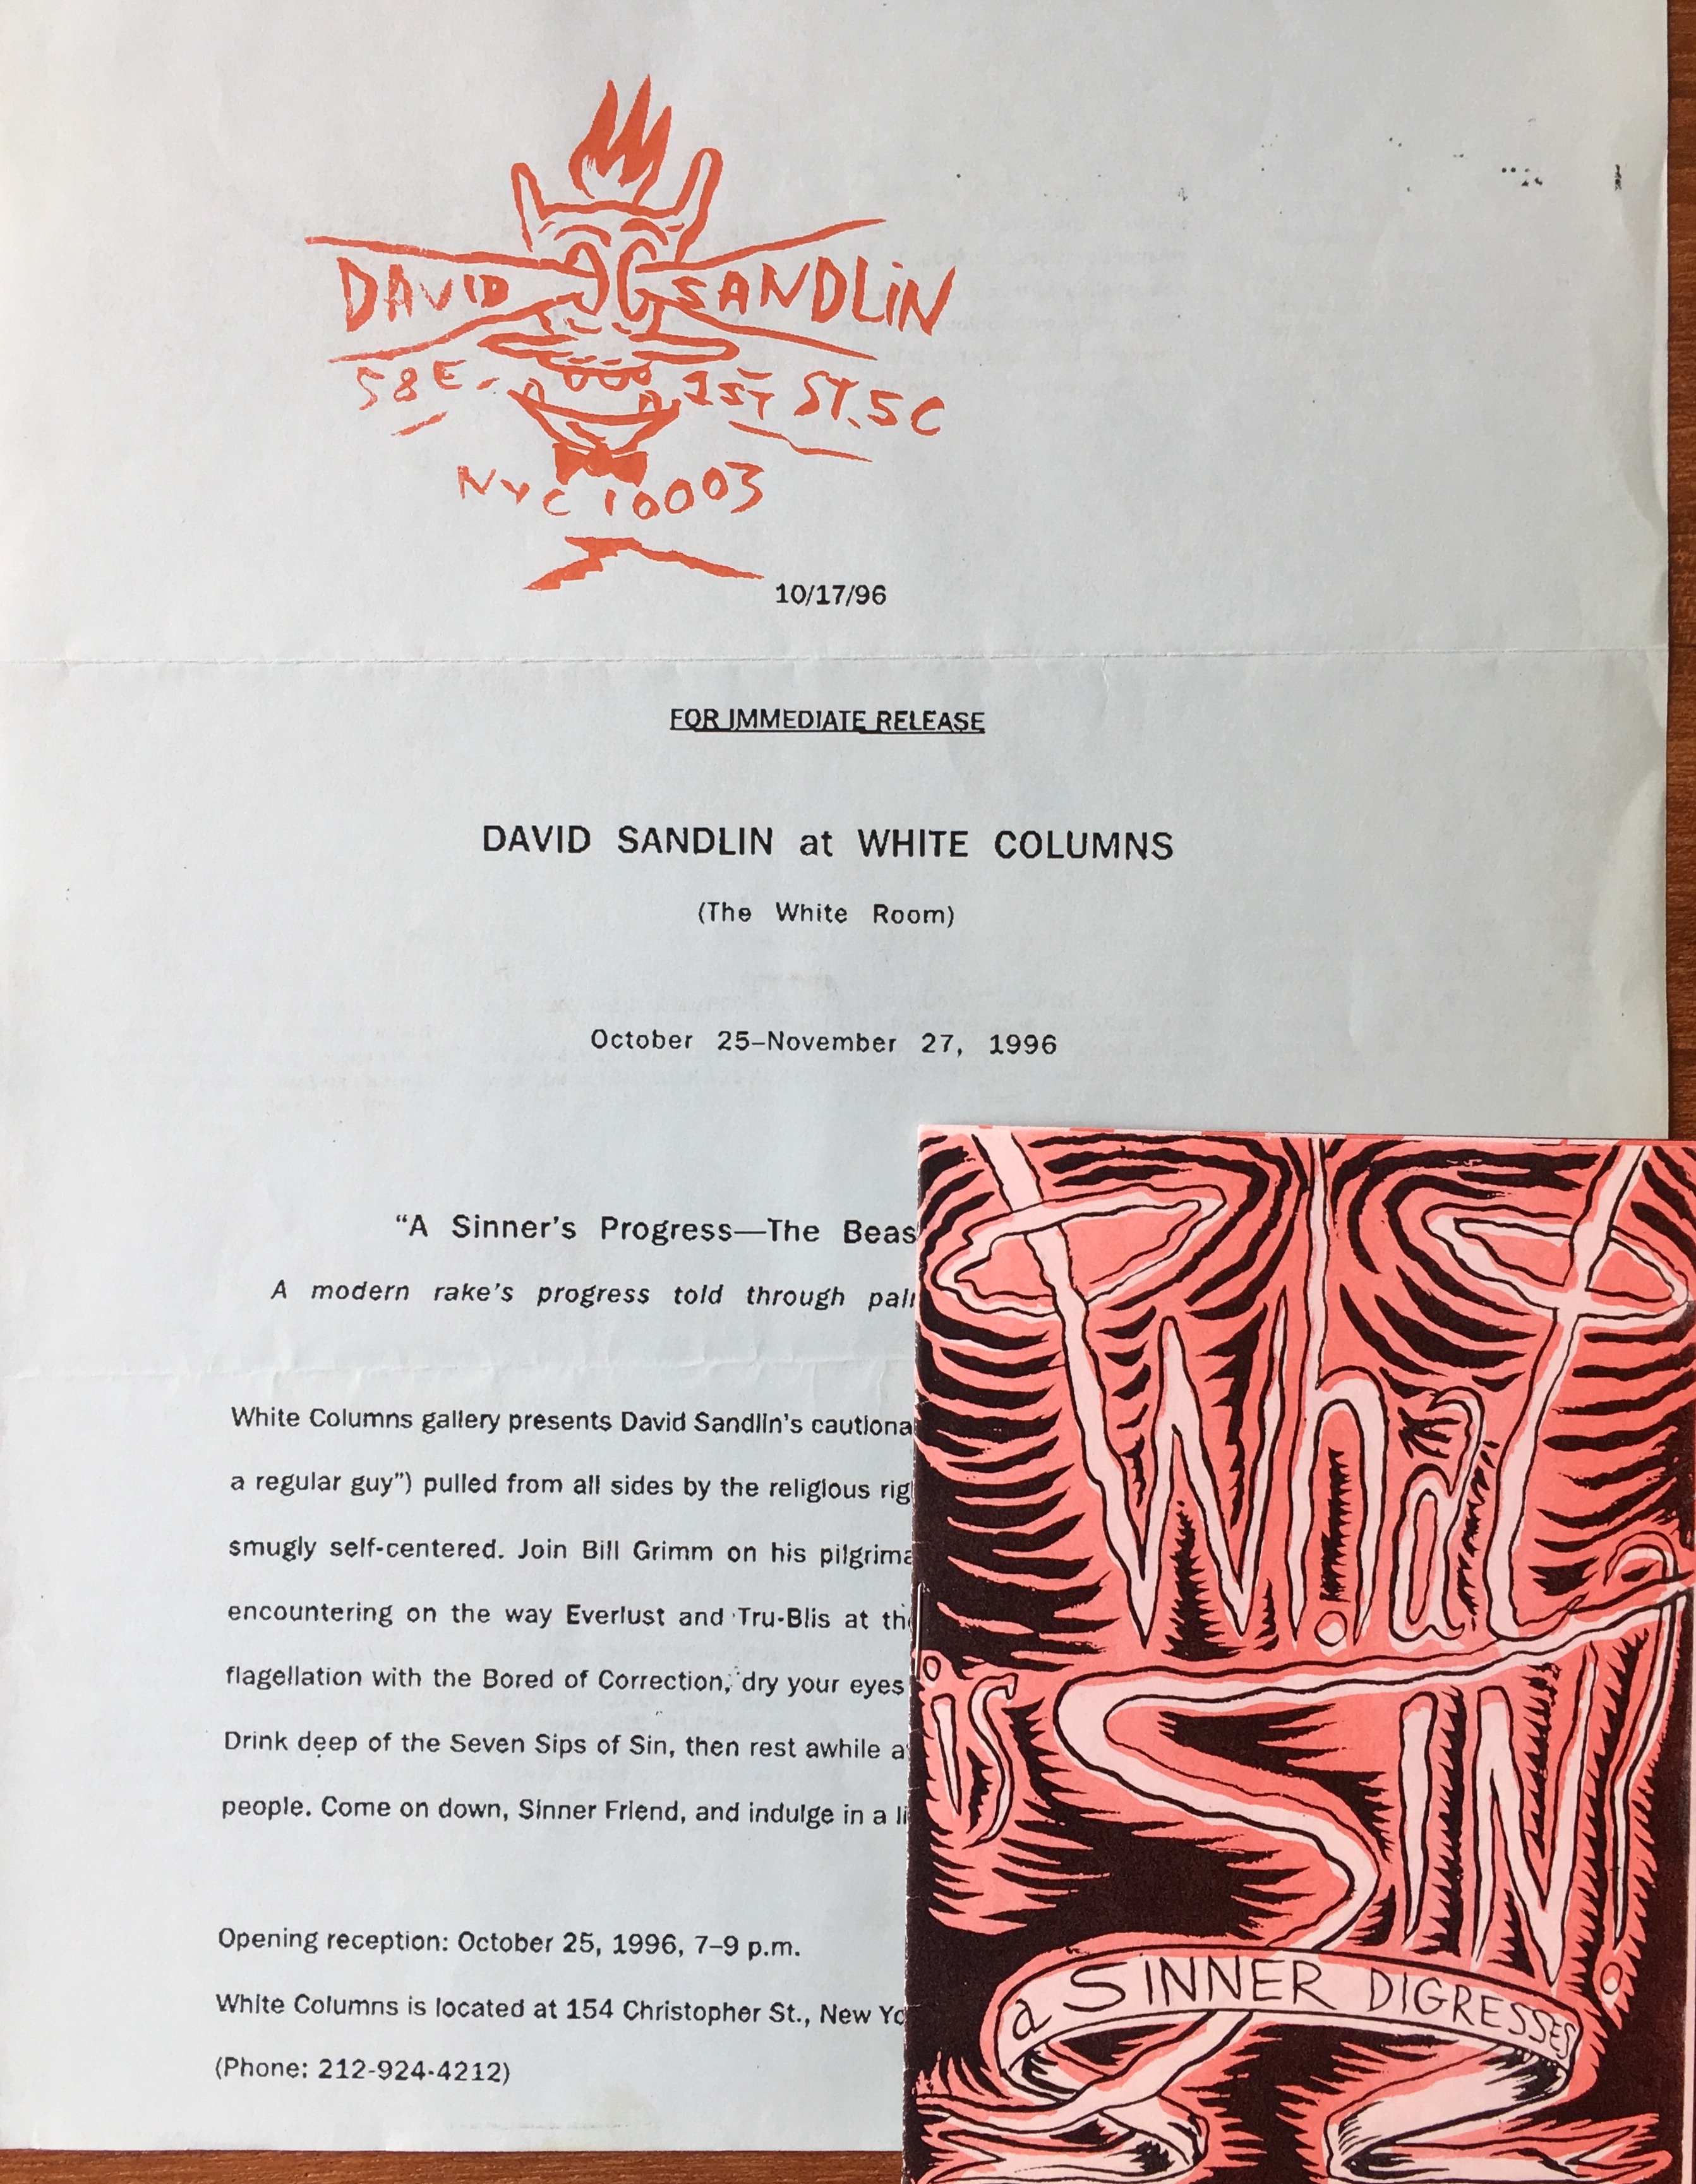 DAVID SANDLIN
58 E. 1ST ST. 5C
NYC 10003
10/17/96
FOR IMMEDIATE RELEASE
DAVID SANDLIN at WHITE COLUMNS
(The White Room)
October 25–November 27, 1996
"A Sinner's Progress—The Beas
A modern rake's progress told through
White Columns gallery presents David Sandlin's cautiona
a regular guy") pulled from all sides by the religious rig
smugly self-centered. Join Bill Grimm on his pilgrima
encountering on the way Everlust and Tru-Blis at th
flagellation with the Bored of Correction; dry your eyes
Drink deep of the Seven Sips of Sin, then rest awhile a
people. Come on down, Sinner Friend, and indulge in a li
Opening reception: October 25, 1996, 7–9 p.m.
White Columns is located at 154 Christopher St., New Yo
(Phone: 212-924-4212)
What
is SIN?
a SINNER DIGRESSES